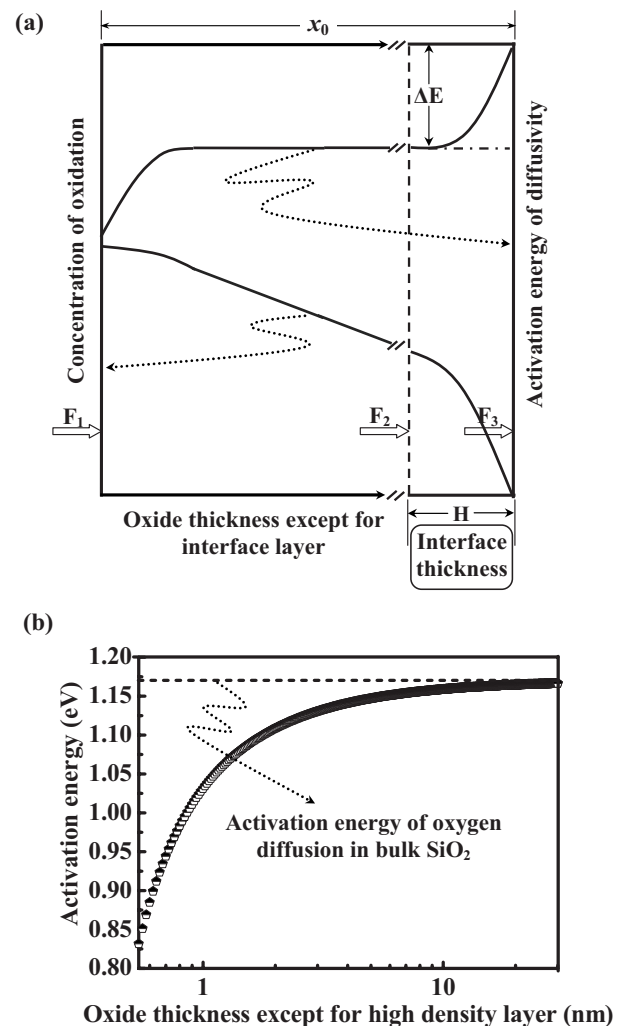 (a)
x₀
ΔE
Concentration of oxidation
Activation energy of diffusivity
F₁
F₂
F₃
H
Oxide thickness except for
interface layer
Interface
thickness
(b)
Activation energy (eV)
1.20
1.15
1.10
1.05
1.00
0.95
0.90
0.85
0.80
Activation energy of oxygen
diffusion in bulk SiO₂
1
10
Oxide thickness except for high density layer (nm)